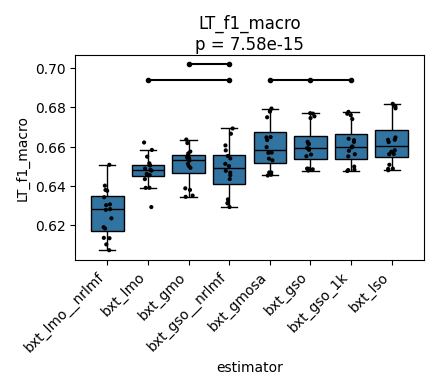 LT_f1_macro
p = 7.58e-15
LT_f1_macro
0.70
0.68
0.66
0.64
0.62
bxt_lmo__nrlmf
bxt_lmo
bxt_gmo
bxt_gso__nrlmf
bxt_gmosa
bxt_gso
bxt_gso_1k
bxt_lso
estimator